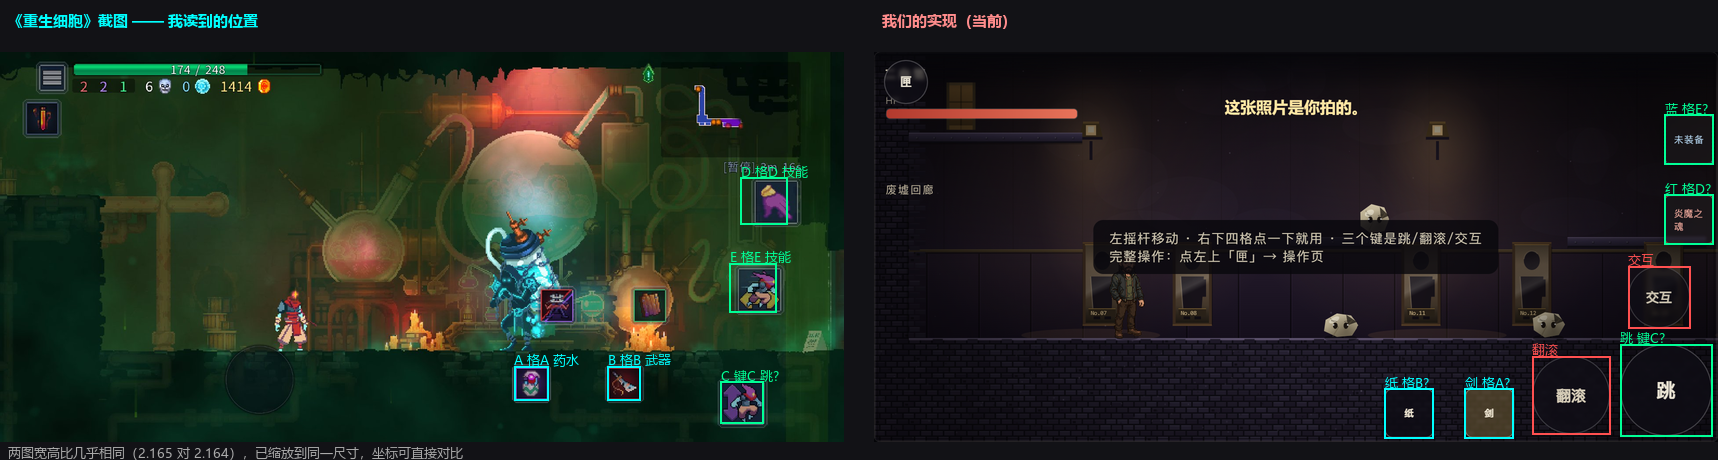 《重生细胞》截图 —— 我读到的位置
我们的实现（当前）
174 / 248
2 2 1 6 0 1414
D 格D 技能
E 格E 技能
A 格A 药水
B 格B 武器
C 键C 跳?
匣
这张照片是你拍的。
废墟回廊
左摇杆移动 · 右下四格点一下就用 · 三个键是跳/翻滚/交互
完整操作：点左上「匣」→ 操作页
No.07
No.08
No.11
No.12
蓝 格E?
未装备
红 格D?
炎魔之
魂
交互
交互
跳 键C?
跳
翻滚
翻滚
纸 格B?
纸
剑 格A?
剑
两图宽高比几乎相同（2.165 对 2.164），已缩放到同一尺寸，坐标可直接对比